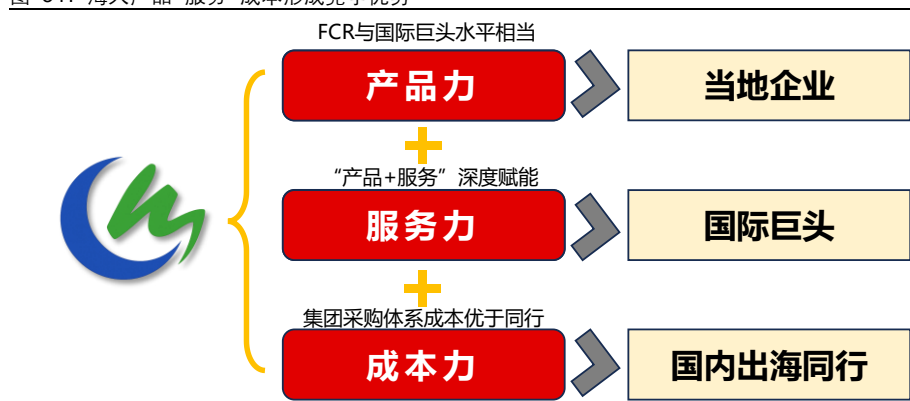 FCR与国际巨头水平相当
产品力
当地企业
“产品+服务”深度赋能
服务力
国际巨头
集团采购体系成本优于同行
成本力
国内出海同行